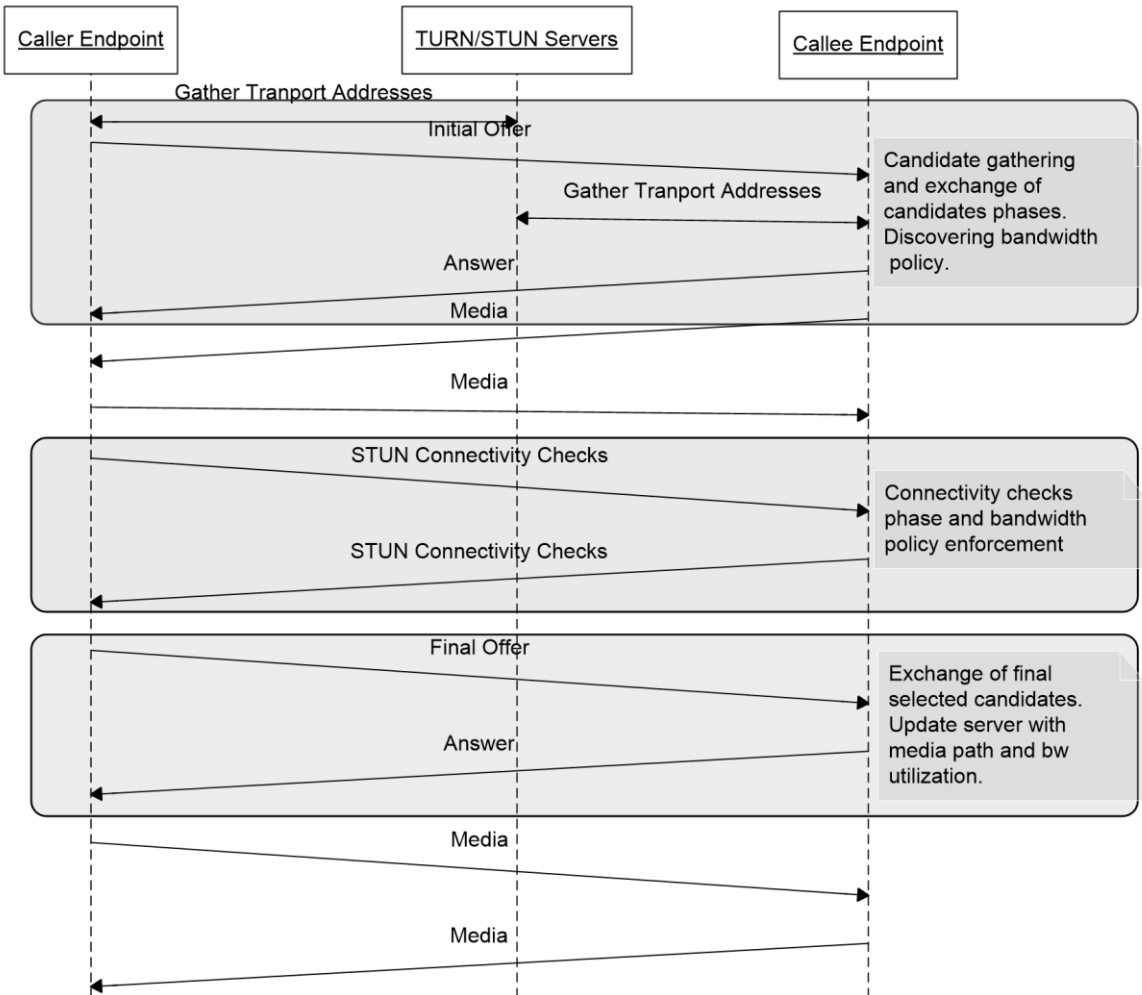 Caller Endpoint
TURN/STUN Servers
Callee Endpoint
Gather Tranport Addresses
Initial Offer
Candidate gathering
and exchange of
candidates phases.
Discovering bandwidth
policy.
Gather Tranport Addresses
Answer
Media
Media
STUN Connectivity Checks
Connectivity checks
phase and bandwidth
policy enforcement
STUN Connectivity Checks
Final Offer
Exchange of final
selected candidates.
Update server with
media path and bw
utilization.
Answer
Media
Media